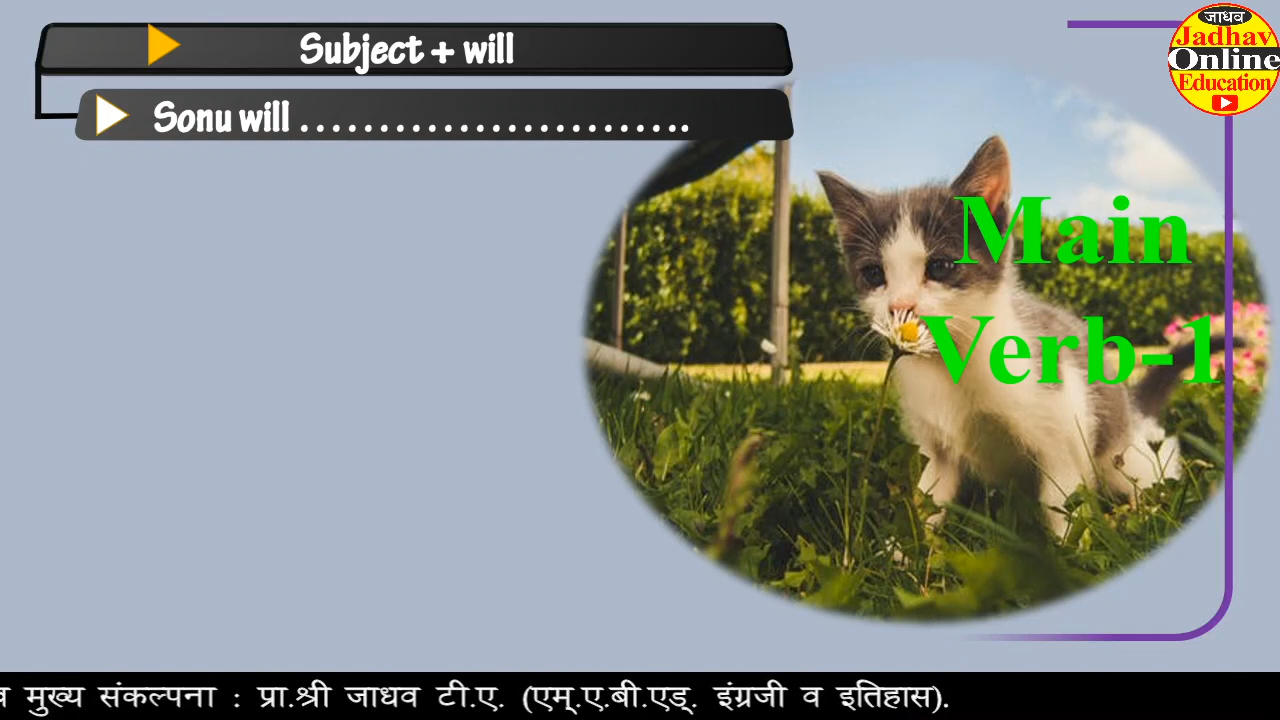 Subject + will
Sonu will . . . . . . . . . . . . . . . . . . . . . . . . .
जाधव
Jadhav
Online
Education
Main
Verb-1
मुख्य संकल्पना : प्रा.श्री जाधव टी.ए. (एम्.ए.बी.एड्. इंग्रजी व इतिहास).